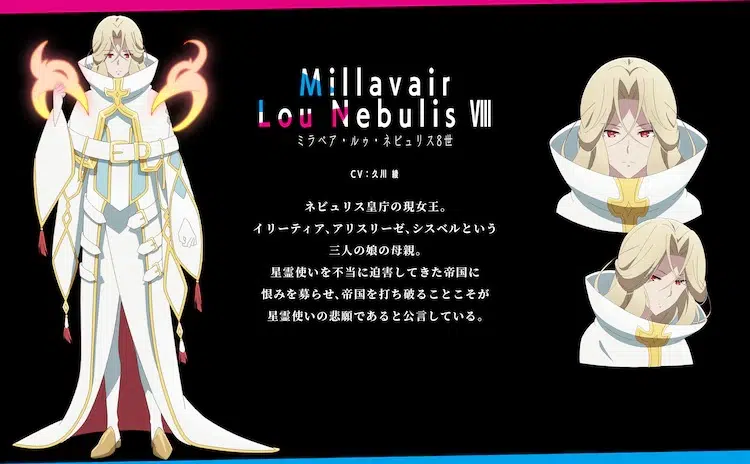 Millavair
Lou Nebulis Ⅷ
ミラベア・ルゥ・ネビュリス8世
CV：久川 綾
ネビュリス皇庁の現女王。
イリーティア、アリスリーゼ、シスベルという
三人の娘の母親。
星霊使いを不当に迫害してきた帝国に
恨みを募らせ、帝国を打ち破ることこそが
星霊使いの悲願であると公言している。